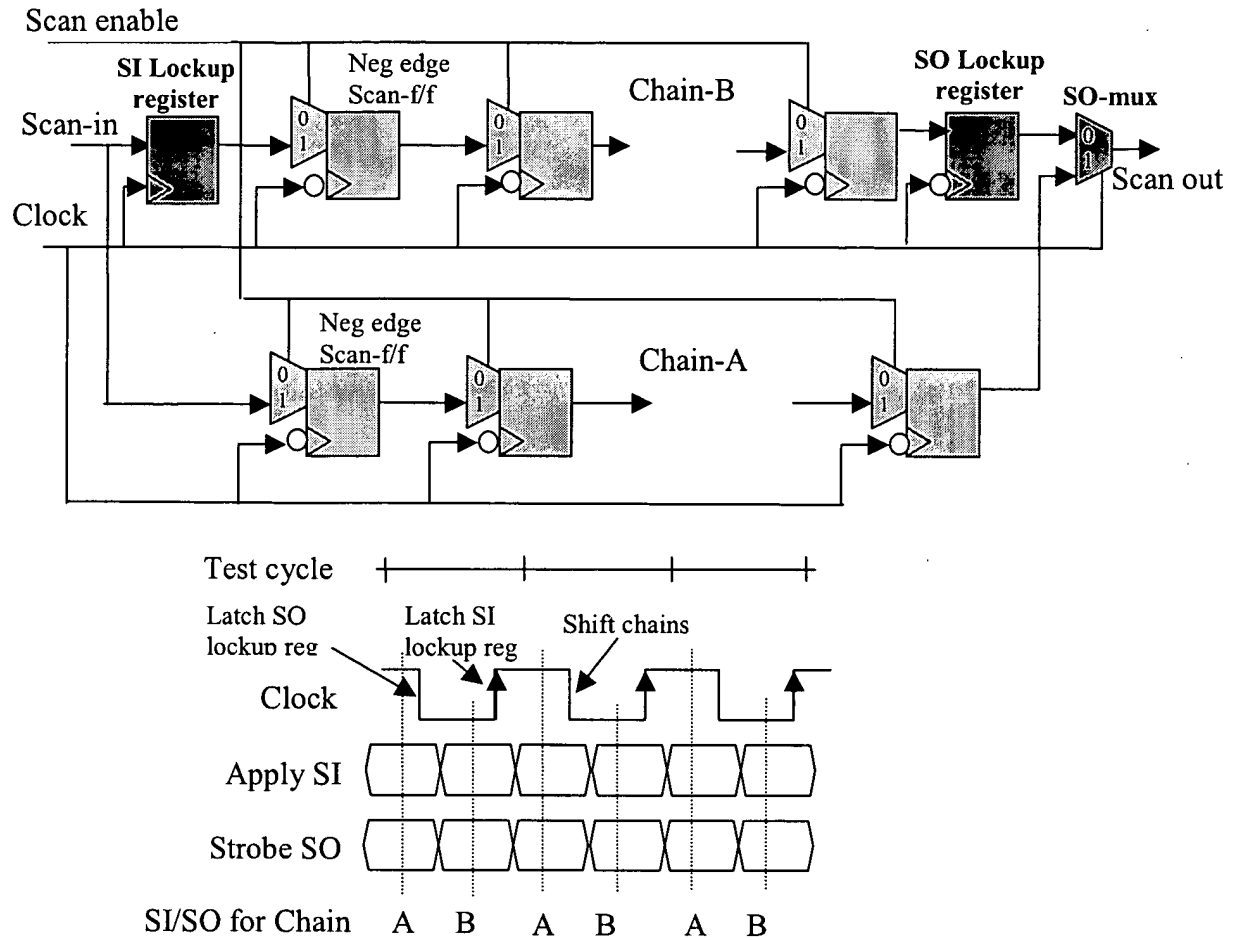 Scan enable
SI Lockup
register
Neg edge
Scan-f/f
Chain-B
SO Lockup
register
SO-mux
Scan-in
0
1
0
1
0
1
0
1
Scan out
Clock
Neg edge
Scan-f/f
Chain-A
0
1
0
1
0
1
Test cycle
Latch SO
lockup reg
Latch SI
lockup reg
Shift chains
Clock
Apply SI
Strobe SO
SI/SO for Chain
A B A B A B